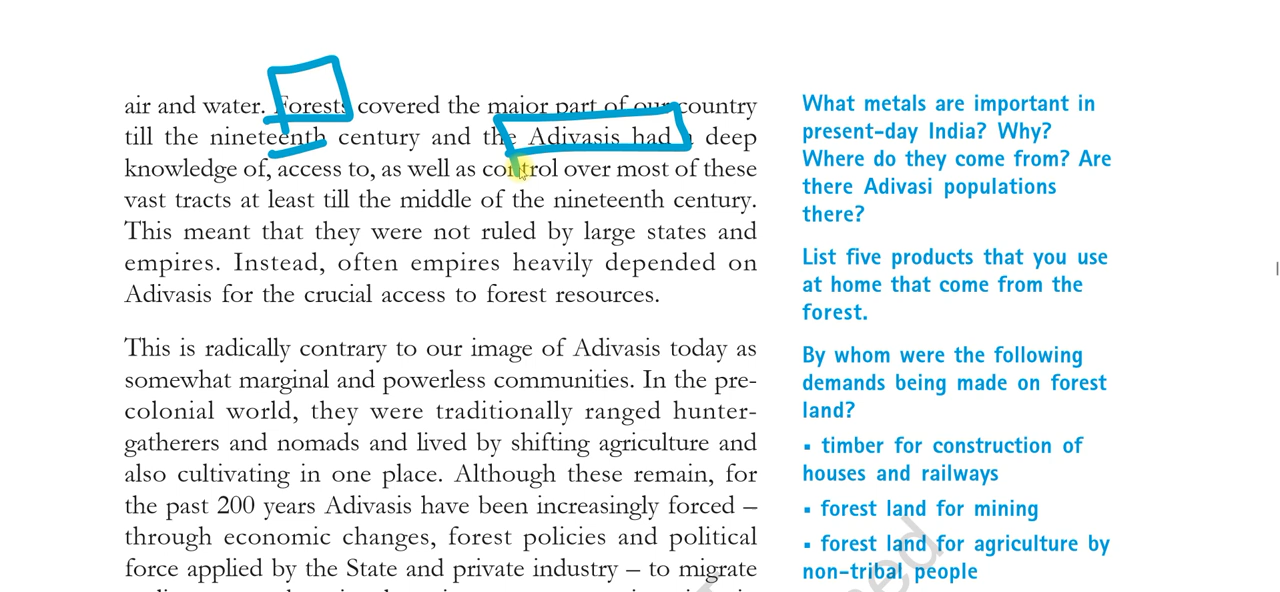 air and water. Forests covered the major part of our country
till the nineteenth century and the Adivasis had a deep
knowledge of, access to, as well as control over most of these
vast tracts at least till the middle of the nineteenth century.
This meant that they were not ruled by large states and
empires. Instead, often empires heavily depended on
Adivasis for the crucial access to forest resources.
This is radically contrary to our image of Adivasis today as
somewhat marginal and powerless communities. In the pre-
colonial world, they were traditionally ranged hunter-
gatherers and nomads and lived by shifting agriculture and
also cultivating in one place. Although these remain, for
the past 200 years Adivasis have been increasingly forced –
through economic changes, forest policies and political
force applied by the State and private industry – to migrate
What metals are important in
present-day India? Why?
Where do they come from? Are
there Adivasi populations
there?
List five products that you use
at home that come from the
forest.
By whom were the following
demands being made on forest
land?
▪ timber for construction of
houses and railways
▪ forest land for mining
▪ forest land for agriculture by
non-tribal people